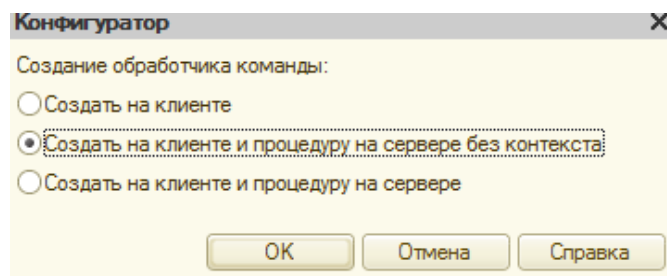 Конфигуратор
Создание обработчика команды:
Создать на клиенте
Создать на клиенте и процедуру на сервере без контекста
Создать на клиенте и процедуру на сервере
ОК Отмена Справка